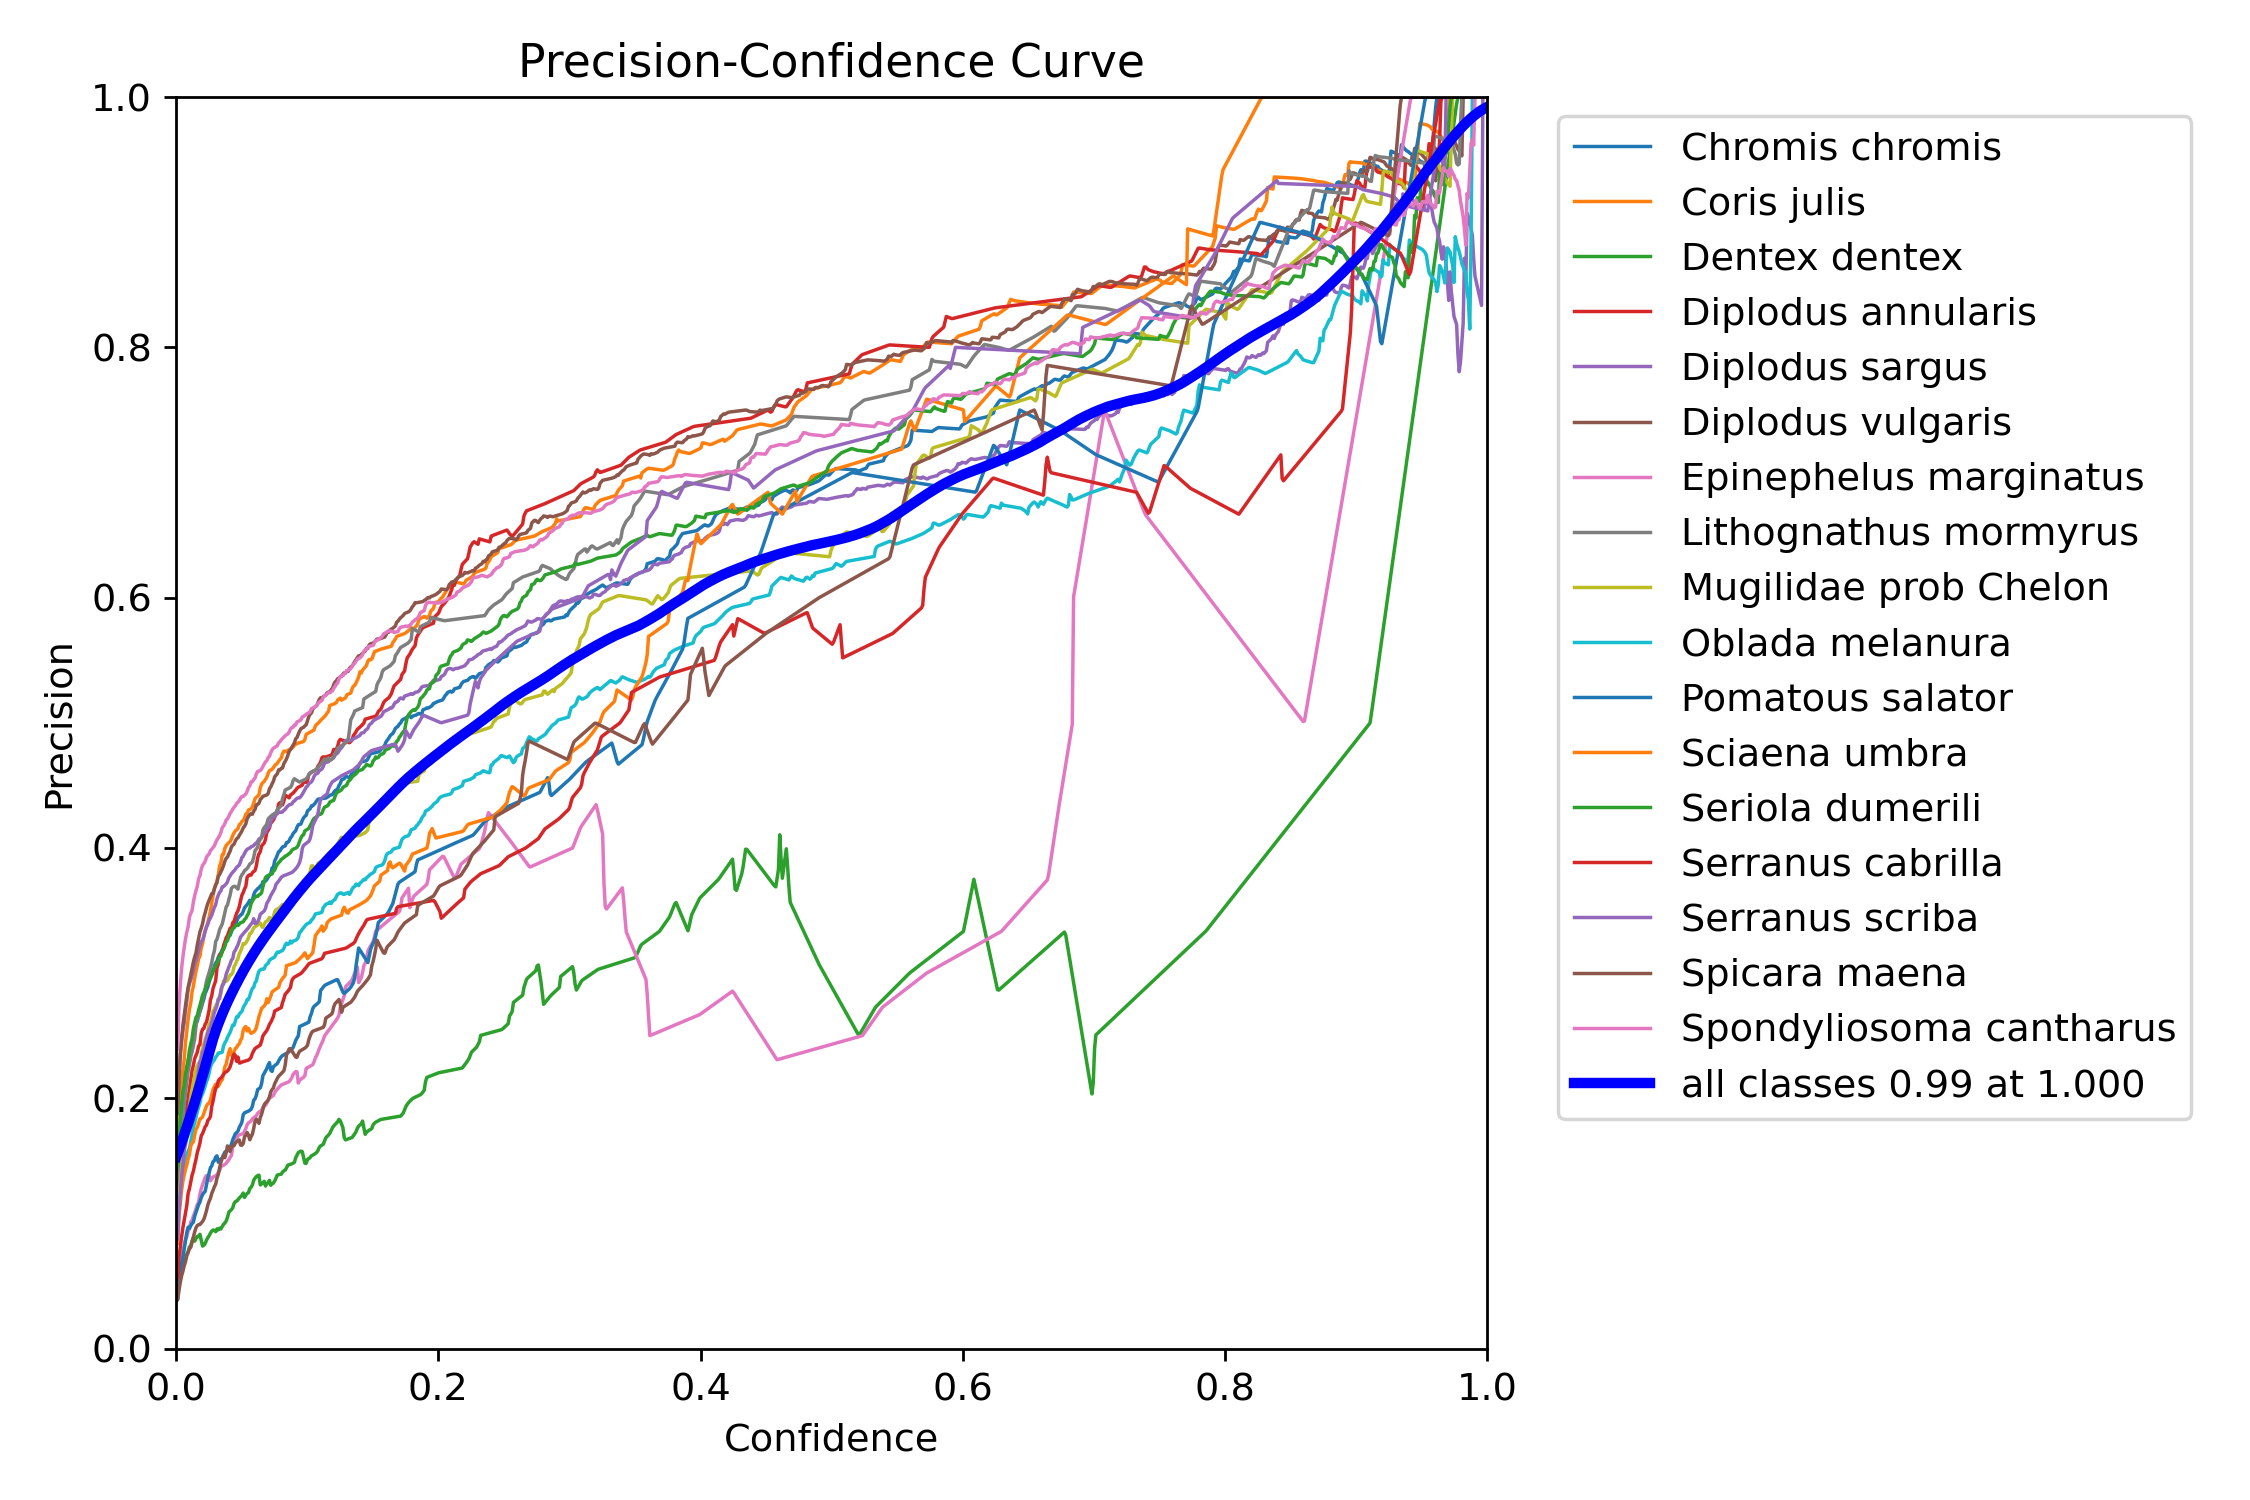 Precision-Confidence Curve
1.0
0.8
0.6
0.4
0.2
0.0
Precision
0.0 0.2 0.4 0.6 0.8 1.0
Confidence
Chromis chromis
Coris julis
Dentex dentex
Diplodus annularis
Diplodus sargus
Diplodus vulgaris
Epinephelus marginatus
Lithognathus mormyrus
Mugilidae prob Chelon
Oblada melanura
Pomatous salator
Sciaena umbra
Seriola dumerili
Serranus cabrilla
Serranus scriba
Spicara maena
Spondyliosoma cantharus
all classes 0.99 at 1.000